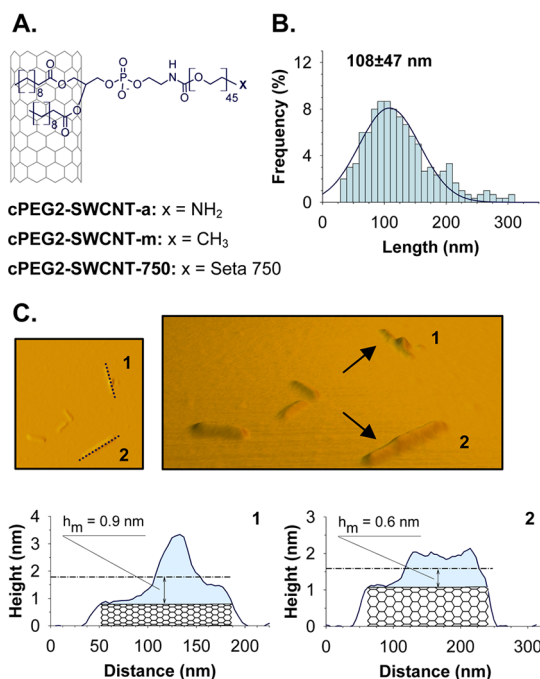 A.
O
O
O
O
P
O
O-
O
N
H
O
O
X
45
8
O
O
8
cPEG2-SWCNT-a: x = NH2
cPEG2-SWCNT-m: x = CH3
cPEG2-SWCNT-750: x = Seta 750
B.
108±47 nm
Frequency (%)
12
8
4
0
0 100 200 300
Length (nm)
C.
1
2
1
2
1
hm = 0.9 nm
Height (nm)
4
3
2
1
0
0 50 100 150 200
Distance (nm)
2
hm = 0.6 nm
Height (nm)
3
2
1
0
0 100 200 300
Distance (nm)